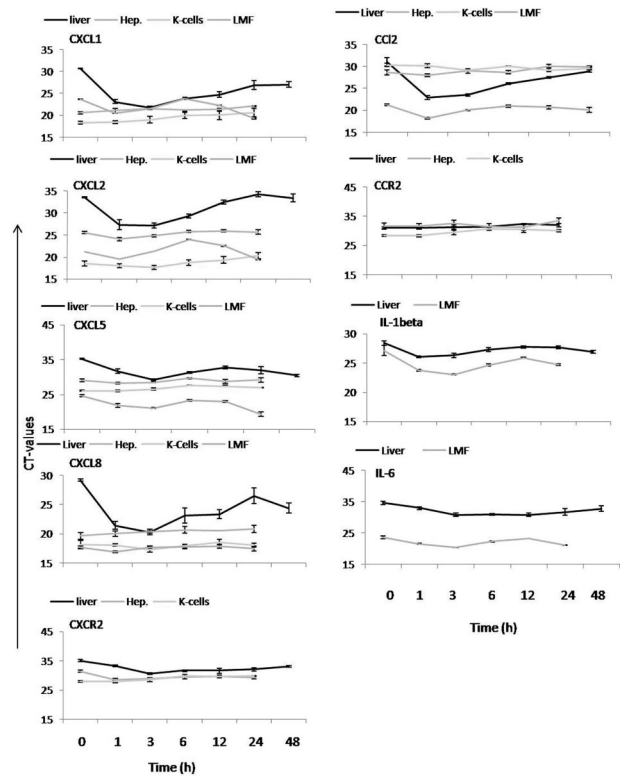 liver Hep. K-cells LMF
CXCL1
35
30
25
20
15
CXCL2
35
30
25
20
15
liver Hep. K-cells LMF
CXCL5
45
35
25
15
Liver Hep. K-Cells LMF
CXCL8
30
25
20
15
liver Hep. K-cells
CXCR2
45
35
25
15
0 1 3 6 12 24 48
Time (h)
CT-values
liver Hep. K-cells LMF
CCl2
35
30
25
20
15
liver Hep. K-cells
CCR2
45
35
25
15
Liver LMF
IL-1beta
30
25
20
15
Liver LMF
IL-6
45
35
25
15
0 1 3 6 12 24 48
Time (h)